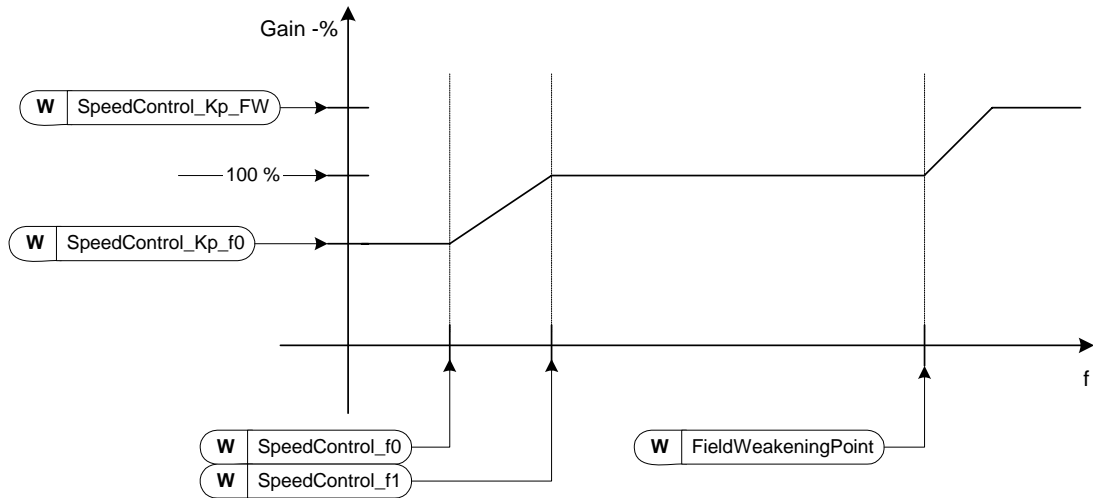 Gain -%
W SpeedControl_Kp_FW
100 %
W SpeedControl_Kp_f0
f
W SpeedControl_f0
W FieldWeakeningPoint
W SpeedControl_f1